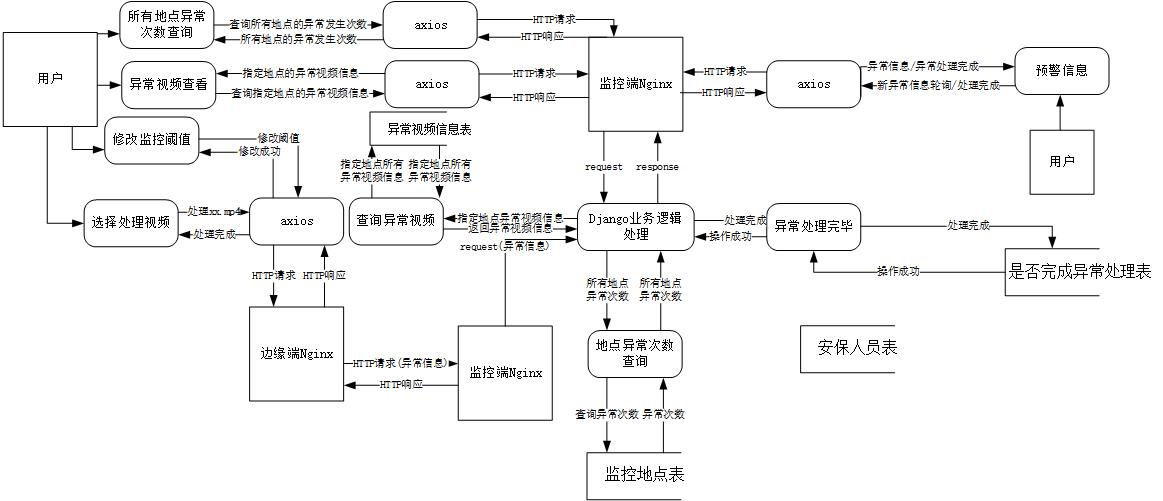 所有地点异常
次数查询
查询所有地点的异常发生次数
所有地点的异常发生次数
axios
HTTP请求
HTTP响应
用户
异常视频查看
指定地点的异常视频信息
查询指定地点的异常视频信息
axios
HTTP请求
HTTP响应
监控端Nginx
HTTP请求
HTTP响应
axios
异常信息/异常处理完成
新异常信息轮询/处理完成
预警信息
用户
修改监控阈值
修改阈值
修改成功
异常视频信息表
指定地点所有
异常视频信息
指定地点所有
异常视频信息
request
response
选择处理视频
处理xx.mp4
处理完成
axios
查询异常视频
指定地点异常视频信息
返回异常视频信息
request(异常信息)
Django业务逻辑
处理
处理完成
操作成功
异常处理完毕
处理完成
操作成功
是否完成异常处理表
HTTP请求
HTTP响应
所有地点
异常次数
所有地点
异常次数
边缘端Nginx
HTTP请求(异常信息)
HTTP响应
监控端Nginx
地点异常次数
查询
安保人员表
查询异常次数
异常次数
监控地点表